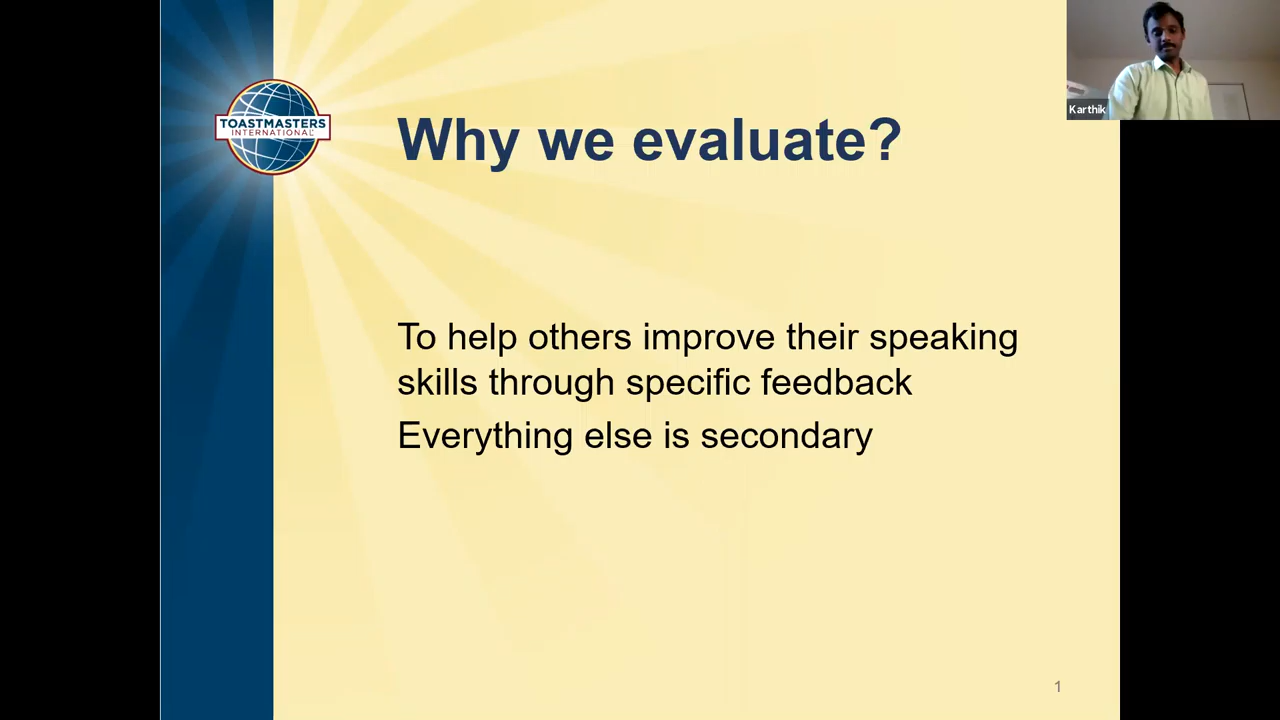 TOASTMASTERS
INTERNATIONAL
Why we evaluate?
Karthik
To help others improve their speaking
skills through specific feedback
Everything else is secondary
1